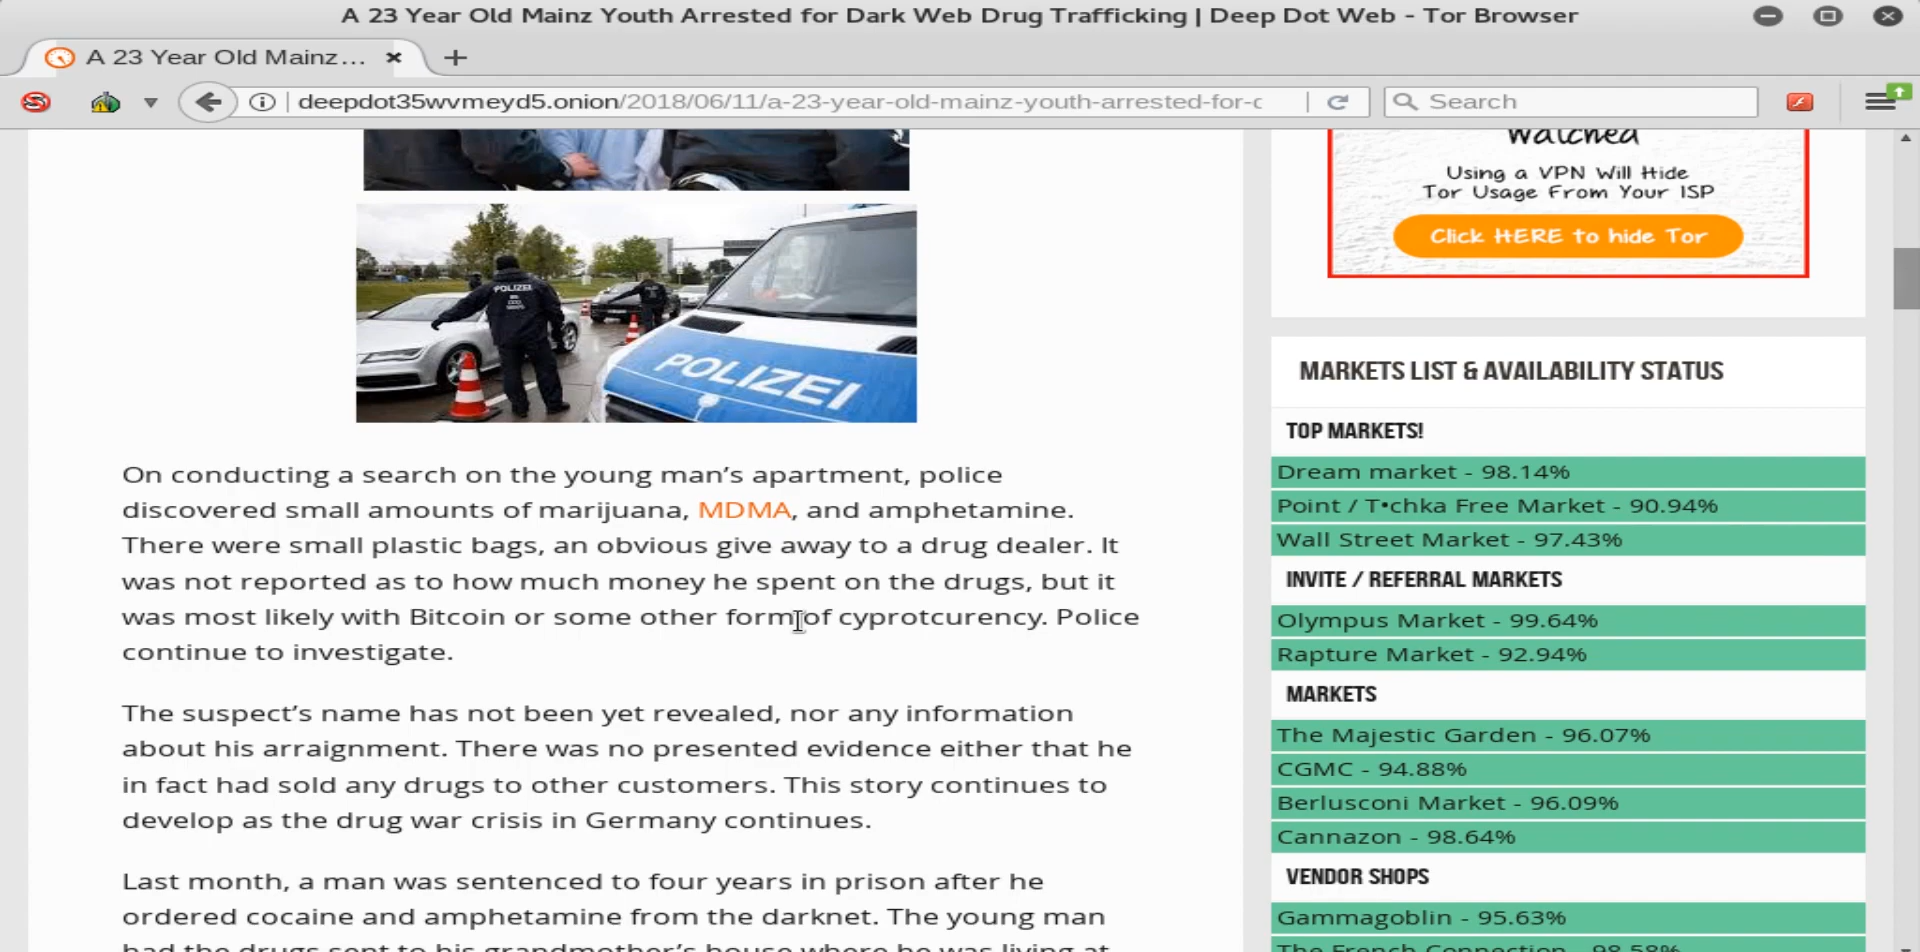 A 23 Year Old Mainz Youth Arrested for Dark Web Drug Trafficking | Deep Dot Web - Tor Browser
A 23 Year Old Mainz...
deepdot35wvmeyd5.onion/2018/06/11/a-23-year-old-mainz-youth-arrested-for-c
Search
POLIZEI
POLIZEI
On conducting a search on the young man’s apartment, police
discovered small amounts of marijuana, MDMA, and amphetamine.
There were small plastic bags, an obvious give away to a drug dealer. It
was not reported as to how much money he spent on the drugs, but it
was most likely with Bitcoin or some other form of cyprotcurency. Police
continue to investigate.
The suspect’s name has not been yet revealed, nor any information
about his arraignment. There was no presented evidence either that he
in fact had sold any drugs to other customers. This story continues to
develop as the drug war crisis in Germany continues.
Last month, a man was sentenced to four years in prison after he
ordered cocaine and amphetamine from the darknet. The young man
had the drugs sent to his grandmother’s house where he was living at
Watched
Using a VPN Will Hide
Tor Usage From Your ISP
Click HERE to hide Tor
MARKETS LIST & AVAILABILITY STATUS
TOP MARKETS!
Dream market - 98.14%
Point / T•chka Free Market - 90.94%
Wall Street Market - 97.43%
INVITE / REFERRAL MARKETS
Olympus Market - 99.64%
Rapture Market - 92.94%
MARKETS
The Majestic Garden - 96.07%
CGMC - 94.88%
Berlusconi Market - 96.09%
Cannazon - 98.64%
VENDOR SHOPS
Gammagoblin - 95.63%
The French Connection - 98.58%